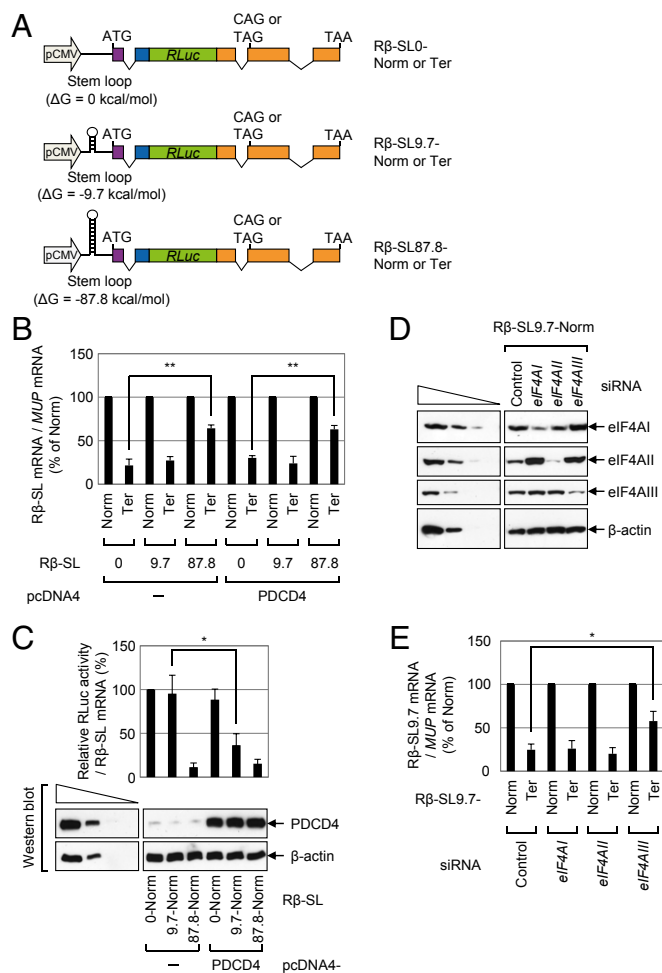 A
pCMV
ATG
RLuc
CAG or
TAG
TAA
Rβ-SL0-
Norm or Ter
Stem loop
(ΔG = 0 kcal/mol)
pCMV
ATG
RLuc
CAG or
TAG
TAA
Rβ-SL9.7-
Norm or Ter
Stem loop
(ΔG = -9.7 kcal/mol)
pCMV
ATG
RLuc
CAG or
TAG
TAA
Rβ-SL87.8-
Norm or Ter
Stem loop
(ΔG = -87.8 kcal/mol)
B
Rβ-SL mRNA / MUP mRNA
(% of Norm)
150
100
50
0
** **
Norm Ter Norm Ter Norm Ter Norm Ter Norm Ter Norm Ter
Rβ-SL 0 9.7 87.8 0 9.7 87.8
pcDNA4 – PDCD4
C
Relative RLuc activity
/ Rβ-SL mRNA (%)
150
100
50
0
*
Western blot
PDCD4
β-actin
0-Norm 9.7-Norm 87.8-Norm 0-Norm 9.7-Norm 87.8-Norm
Rβ-SL
– PDCD4 pcDNA4-
D
Rβ-SL9.7-Norm
Control eIF4AI eIF4AII eIF4AIII
siRNA
eIF4AI
eIF4AII
eIF4AIII
β-actin
E
Rβ-SL9.7 mRNA
/ MUP mRNA
(% of Norm)
150
100
50
0
*
Rβ-SL9.7- Norm Ter Norm Ter Norm Ter Norm Ter
siRNA Control eIF4AI eIF4AII eIF4AIII